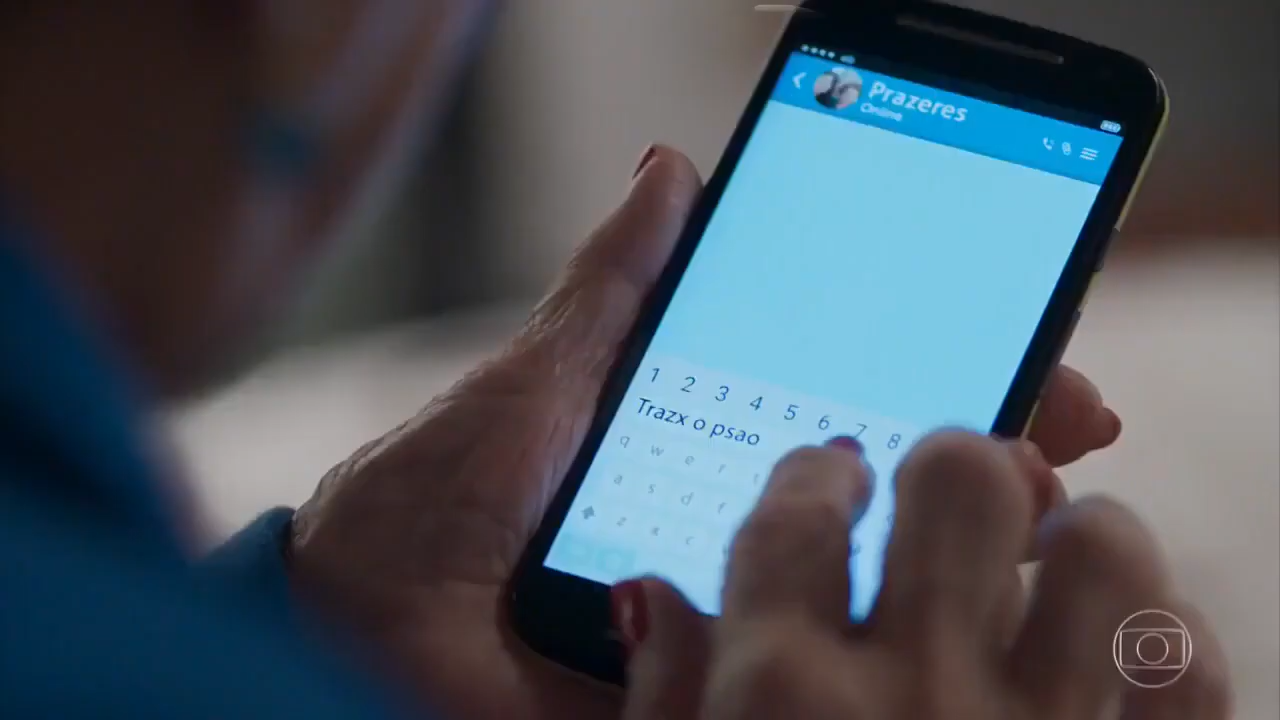 Prazeres
Online
1 2 3 4 5 6 7 8
Trazx o psao
q w e r t
a s d f
z x c